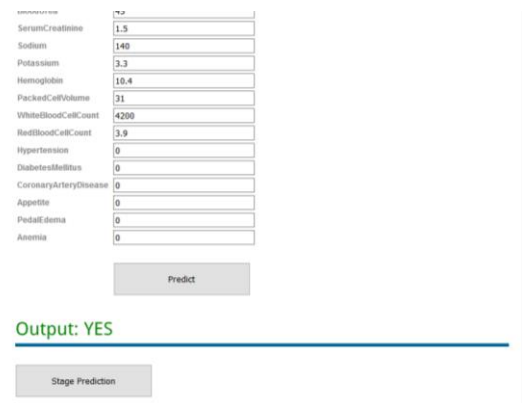 SerumCreatinine 1.5
Sodium 140
Potassium 3.3
Hemoglobin 10.4
PackedCellVolume 31
WhiteBloodCellCount 4200
RedBloodCellCount 3.9
Hypertension 0
DiabetesMellitus 0
CoronaryArteryDisease 0
Appetite 0
PedalEdema 0
Anemia 0
Predict
Output: YES
Stage Prediction